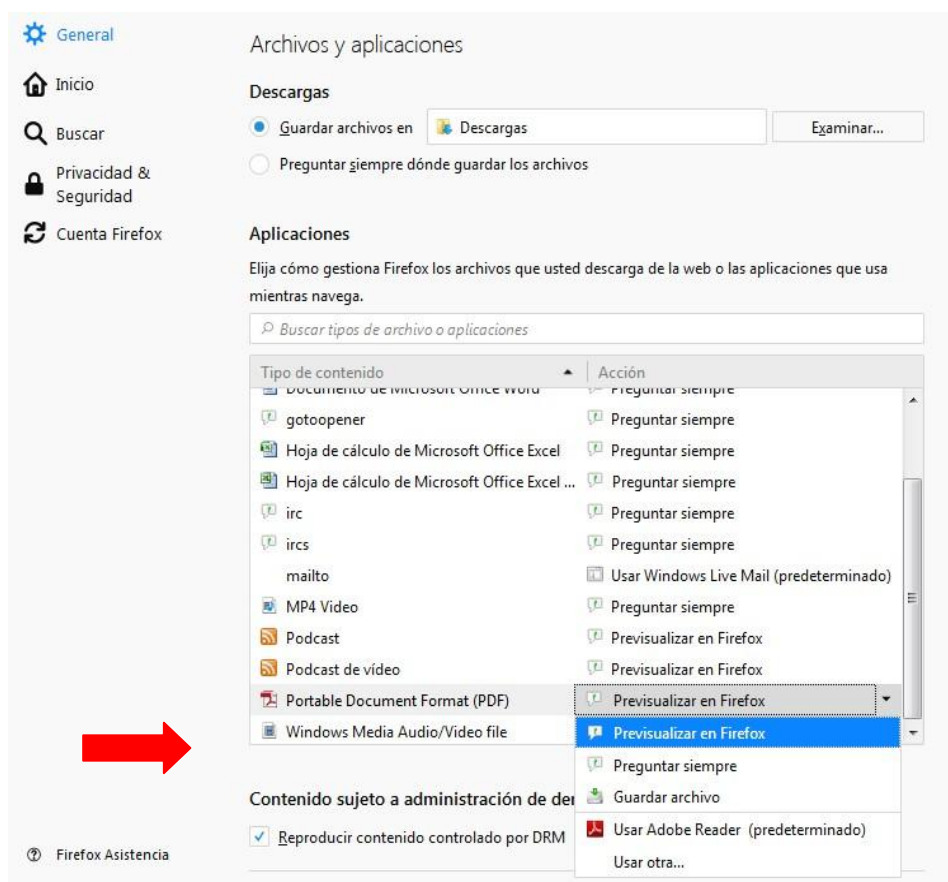 General
Inicio
Buscar
Privacidad &
Seguridad
Cuenta Firefox
Firefox Asistencia
Archivos y aplicaciones
Descargas
Guardar archivos en Descargas Examinar...
Preguntar siempre dónde guardar los archivos
Aplicaciones
Elija cómo gestiona Firefox los archivos que usted descarga de la web o las aplicaciones que usa
mientras navega.
Buscar tipos de archivo o aplicaciones
Tipo de contenido Acción
Documento de Microsoft Office Word Preguntar siempre
gotoopener Preguntar siempre
Hoja de cálculo de Microsoft Office Excel Preguntar siempre
Hoja de cálculo de Microsoft Office Excel ... Preguntar siempre
irc Preguntar siempre
ircs Preguntar siempre
mailto Usar Windows Live Mail (predeterminado)
MP4 Video Preguntar siempre
Podcast Previsualizar en Firefox
Podcast de vídeo Previsualizar en Firefox
Portable Document Format (PDF) Previsualizar en Firefox
Windows Media Audio/Video file Previsualizar en Firefox
Preguntar siempre
Guardar archivo
Usar Adobe Reader (predeterminado)
Usar otra...
Contenido sujeto a administración de der
Reproducir contenido controlado por DRM